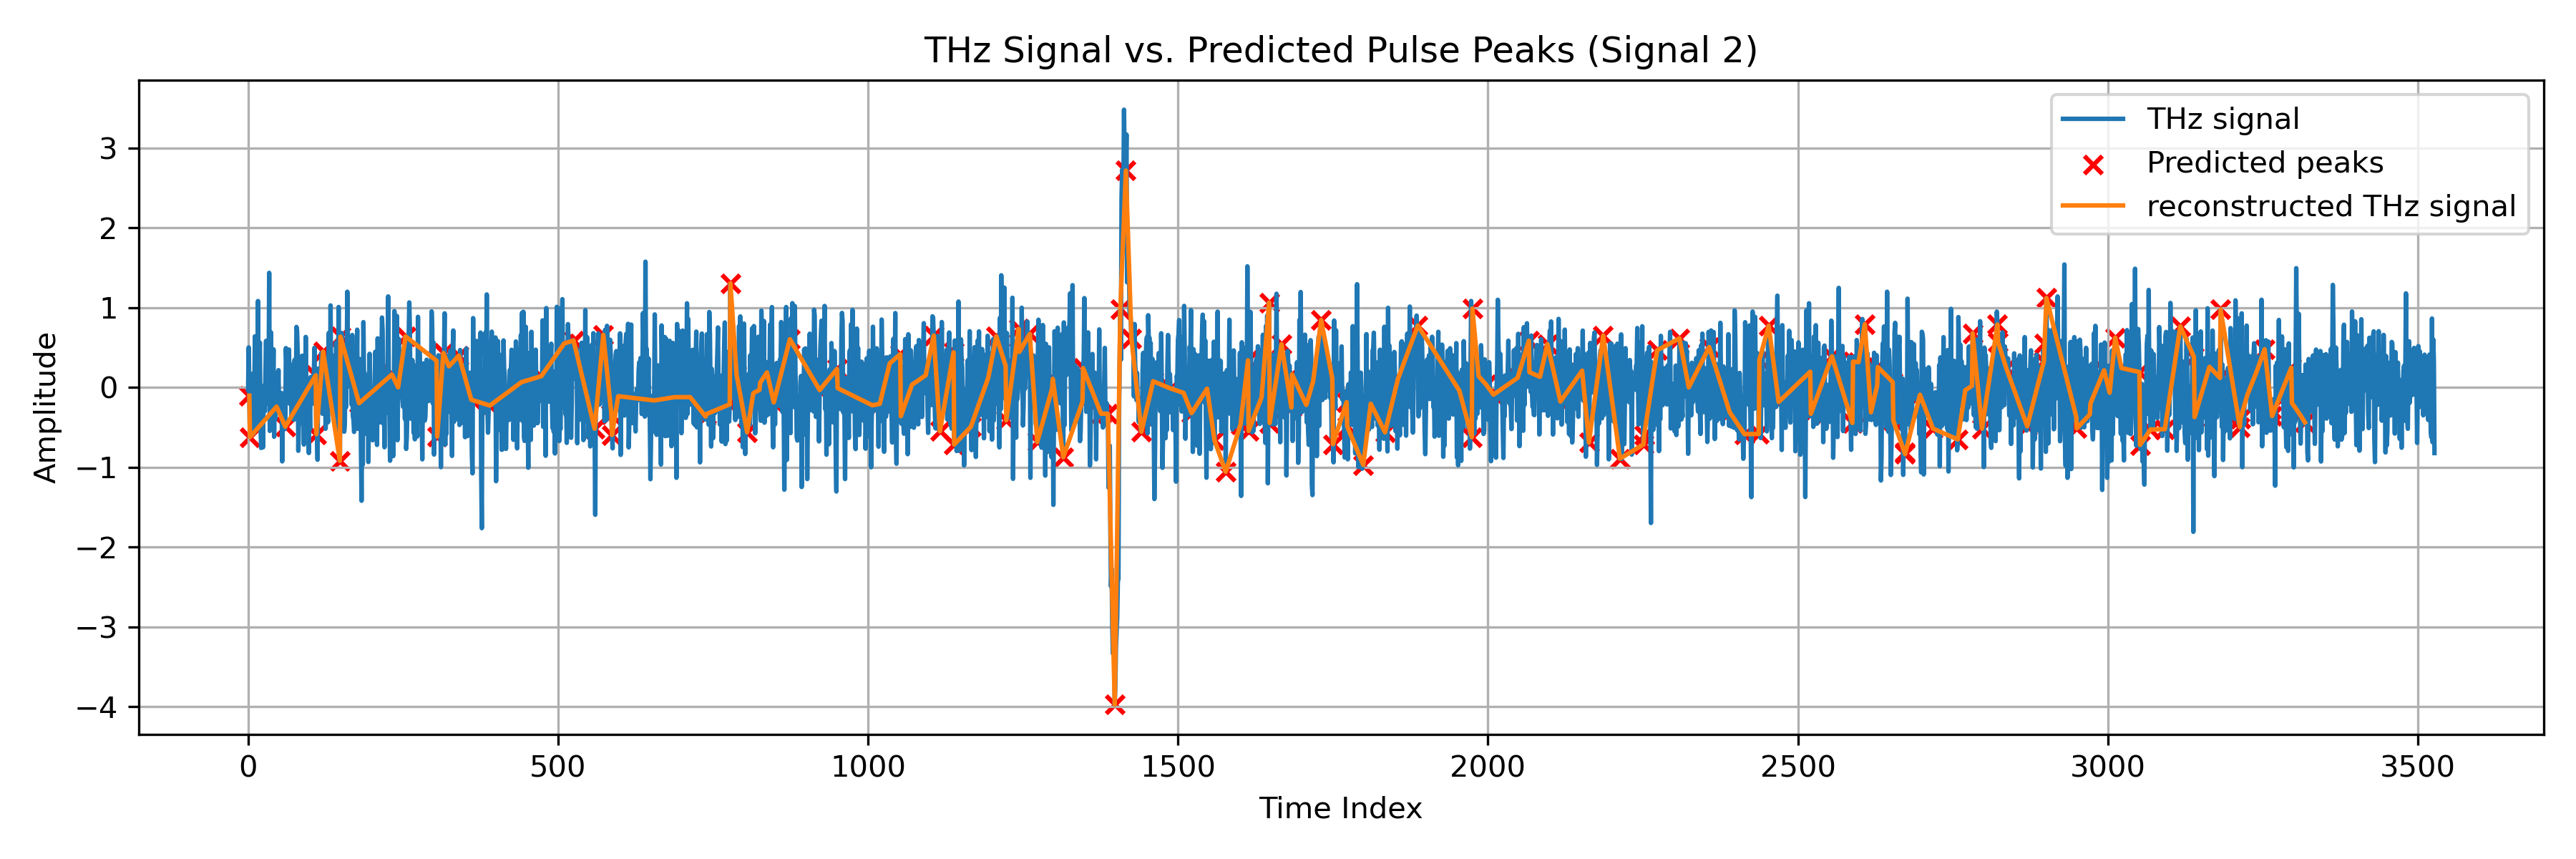 THz Signal vs. Predicted Pulse Peaks (Signal 2)
THz signal
Predicted peaks
reconstructed THz signal
Amplitude
3
2
1
0
−1
−2
−3
−4
0 500 1000 1500 2000 2500 3000 3500
Time Index